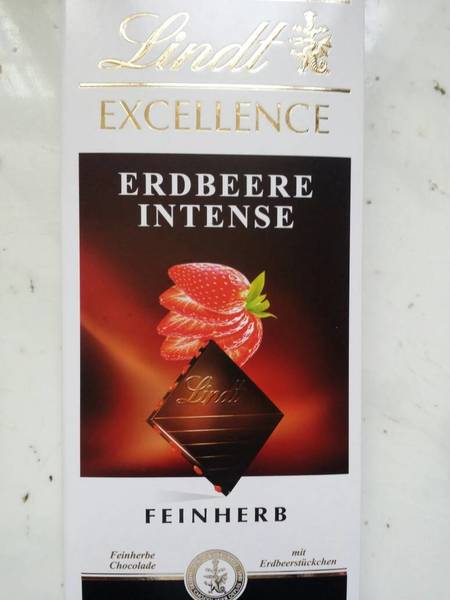 Lindt
EXCELLENCE
ERDBEERE
INTENSE
Lindt
FEINHERB
Feinherbe
Chocolade
mit
Erdbeerstückchen